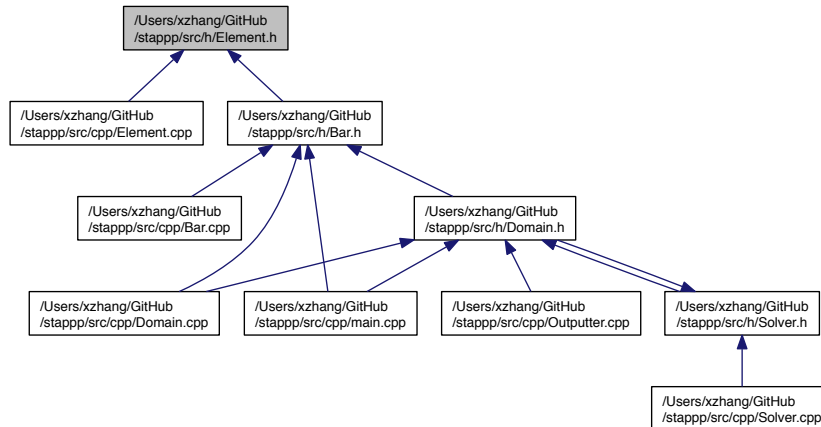 /Users/xzhang/GitHub
/stappp/src/h/Element.h
/Users/xzhang/GitHub
/stappp/src/cpp/Element.cpp
/Users/xzhang/GitHub
/stappp/src/h/Bar.h
/Users/xzhang/GitHub
/stappp/src/cpp/Bar.cpp
/Users/xzhang/GitHub
/stappp/src/h/Domain.h
/Users/xzhang/GitHub
/stappp/src/cpp/Domain.cpp
/Users/xzhang/GitHub
/stappp/src/cpp/main.cpp
/Users/xzhang/GitHub
/stappp/src/cpp/Outputter.cpp
/Users/xzhang/GitHub
/stappp/src/h/Solver.h
/Users/xzhang/GitHub
/stappp/src/cpp/Solver.cpp